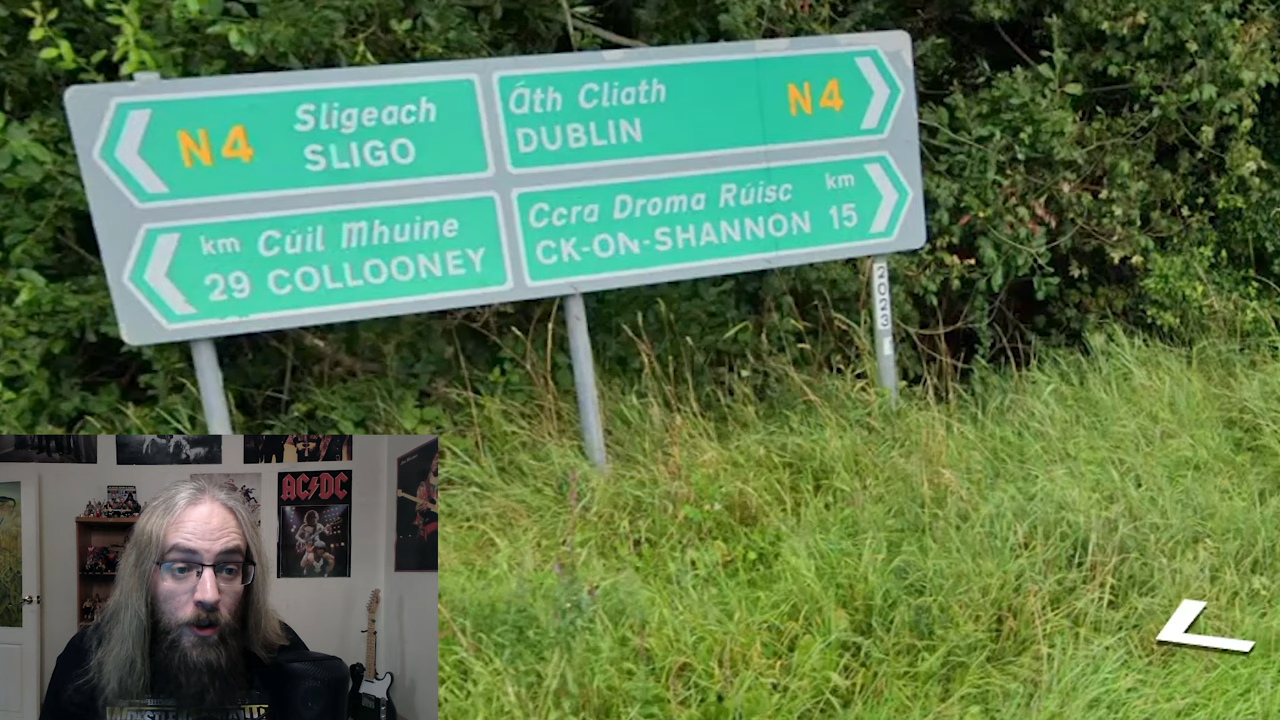 N4
Sligeach
SLIGO
Áth Cliath
DUBLIN
N4
km Cúil Mhuine
29 COLLOONEY
Ccra Droma Rúisc km
CK-ON-SHANNON 15
2023
AC/DC